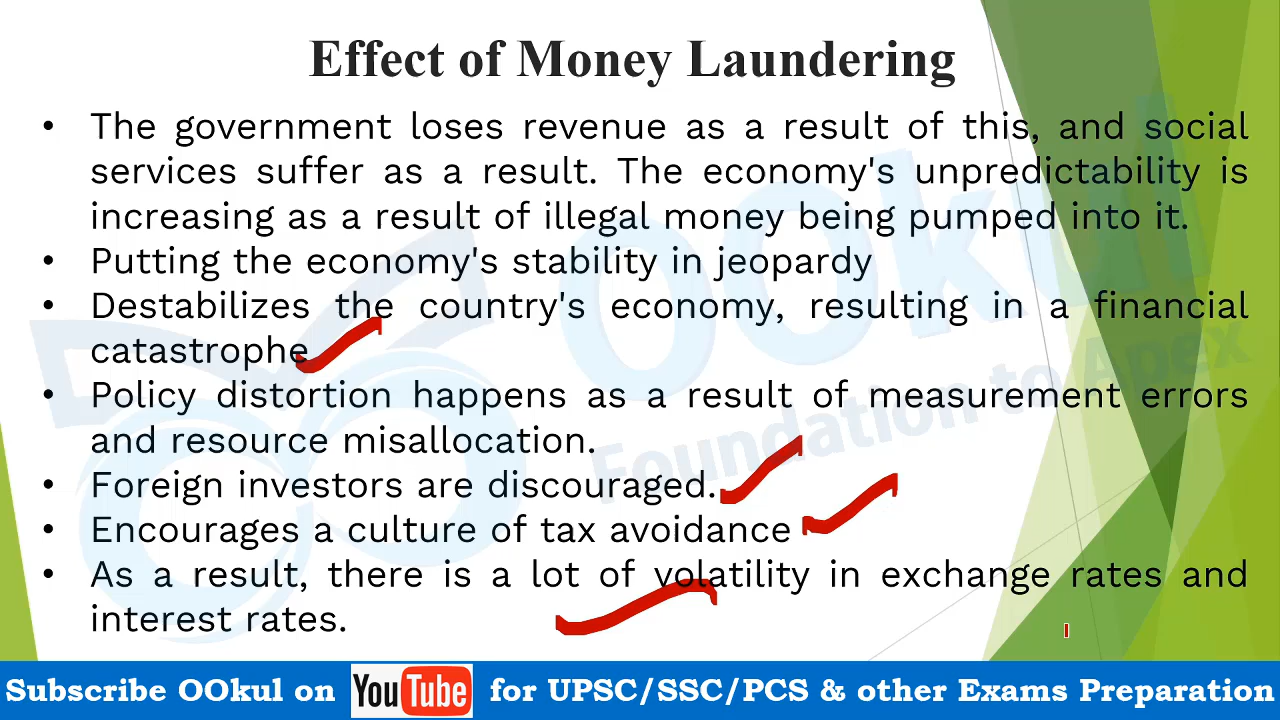 Effect of Money Laundering
• The government loses revenue as a result of this, and social
services suffer as a result. The economy's unpredictability is
increasing as a result of illegal money being pumped into it.
• Putting the economy's stability in jeopardy
• Destabilizes the country's economy, resulting in a financial
catastrophe
• Policy distortion happens as a result of measurement errors
and resource misallocation.
• Foreign investors are discouraged.
• Encourages a culture of tax avoidance
• As a result, there is a lot of volatility in exchange rates and
interest rates.
OOkul
Foundation to Apex
Subscribe OOkul on YouTube for UPSC/SSC/PCS & other Exams Preparation